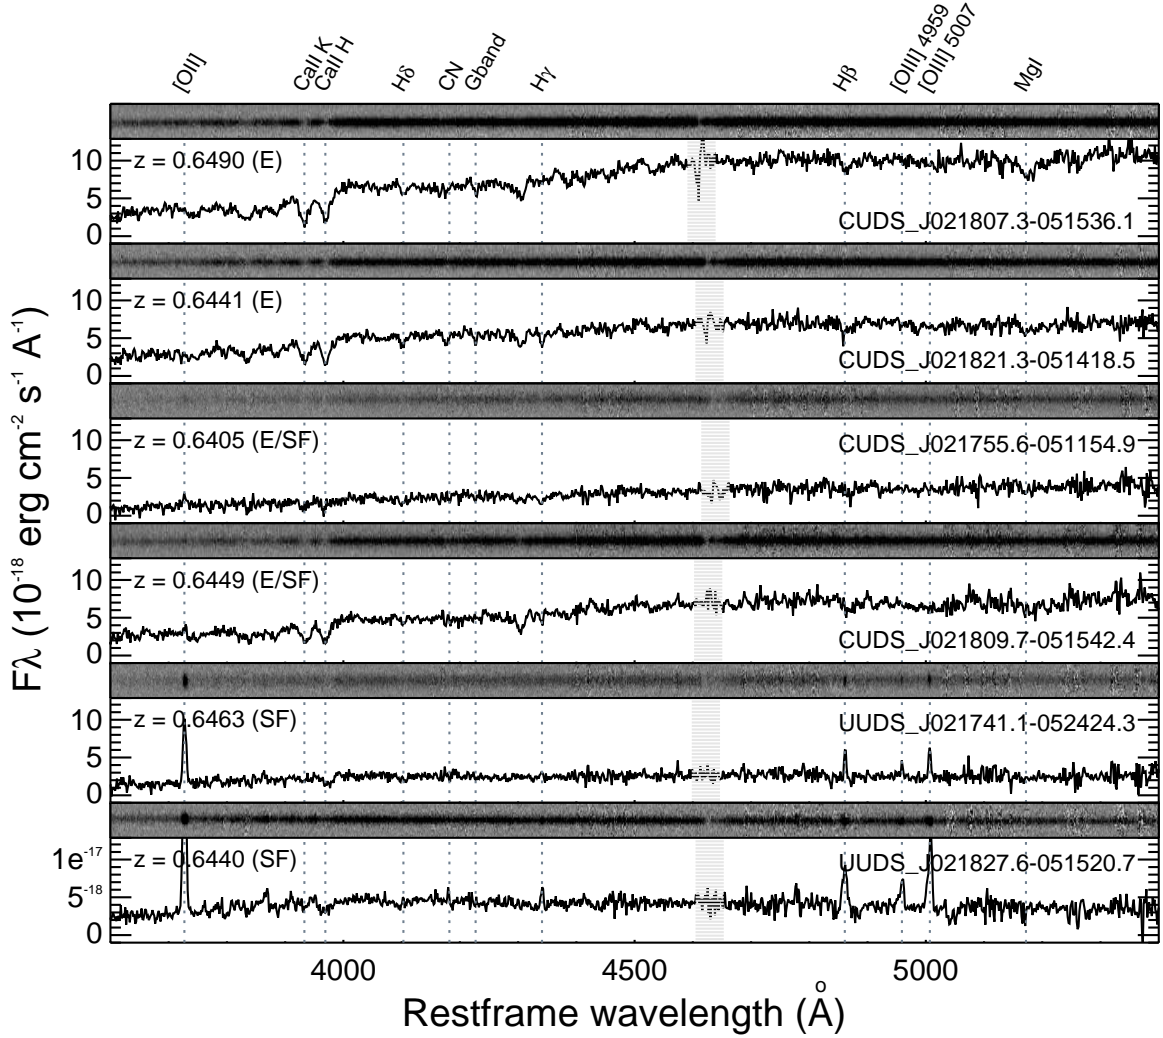 [OII] CaII K CaII H Hδ CN Gband Hγ Hβ [OIII] 4959 [OIII] 5007 MgI
10 z = 0.6490 (E)
5
0 CUDS_J021807.3-051536.1
10 z = 0.6441 (E)
5
0 CUDS_J021821.3-051418.5
10 z = 0.6405 (E/SF) CUDS_J021755.6-051154.9
5
0
10 z = 0.6449 (E/SF)
5
0 CUDS_J021809.7-051542.4
10 z = 0.6463 (SF) UUDS_J021741.1-052424.3
5
0
1e-17 z = 0.6440 (SF) UUDS_J021827.6-051520.7
5-18
0
Fλ (10-18 erg cm-2 s-1 A-1)
4000 4500 5000
Restframe wavelength (Å)